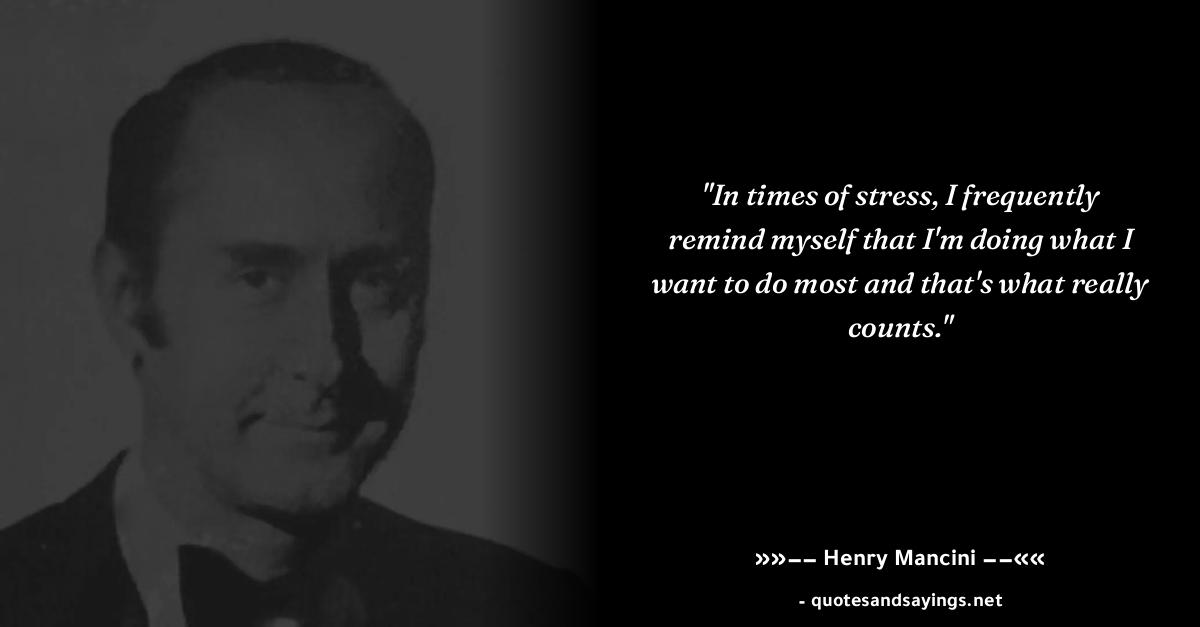 "In times of stress, I frequently
remind myself that I'm doing what I
want to do most and that's what really
counts."
»»−− Henry Mancini −−««
- quotesandsayings.net